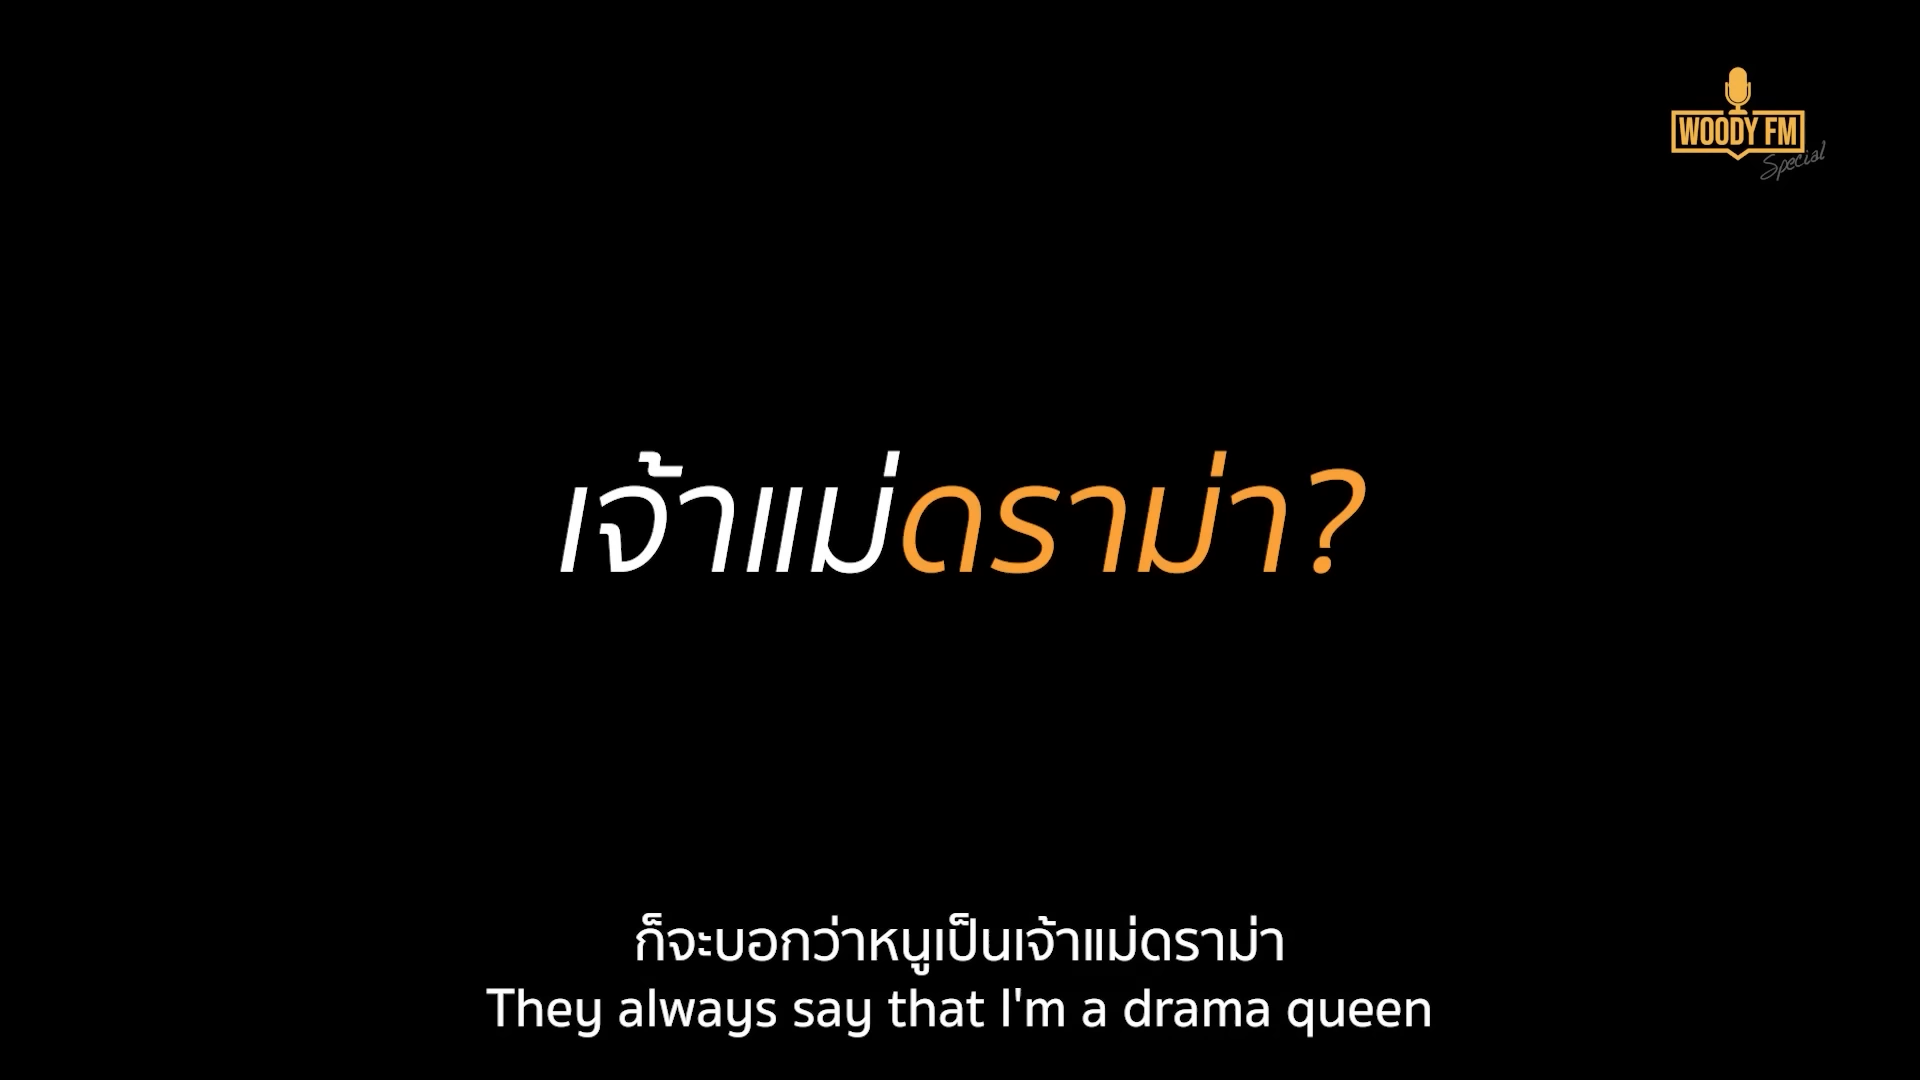 WOODY FM
Special
เจ้าแม่ดราม่า?
ก็จะบอกว่าหนูเป็นเจ้าแม่ดราม่า
They always say that I'm a drama queen